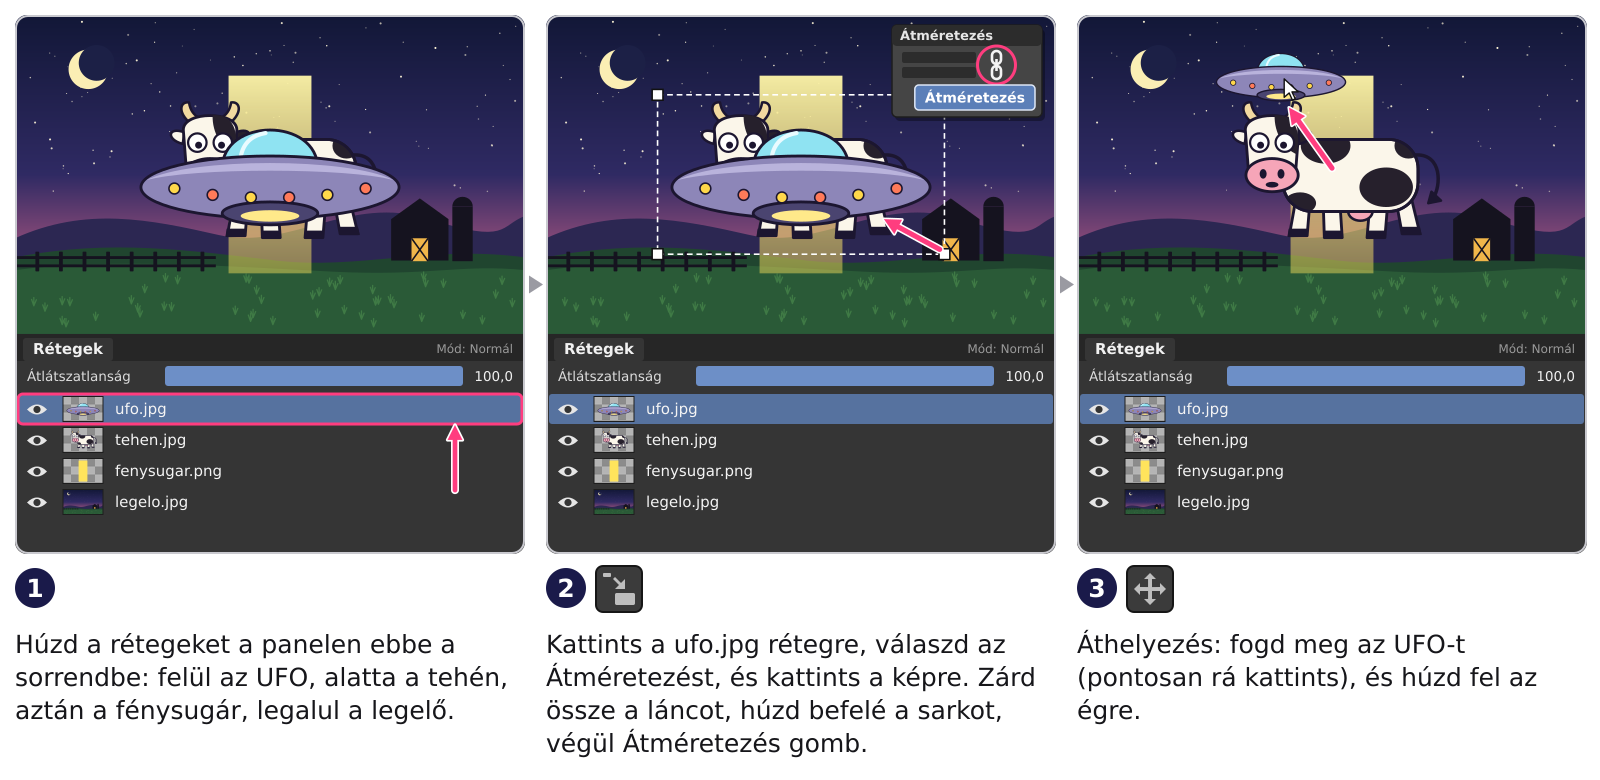 Rétegek
Mód: Normál
Átlátszatlanság
100,0
ufo.jpg
tehen.jpg
fenysugar.png
legelo.jpg
1
Húzd a rétegeket a panelen ebbe a
sorrendbe: felül az UFO, alatta a tehén,
aztán a fénysugár, legalul a legelő.
Átméretezés
Átméretezés
Rétegek
Mód: Normál
Átlátszatlanság
100,0
ufo.jpg
tehen.jpg
fenysugar.png
legelo.jpg
2
Kattints a ufo.jpg rétegre, válaszd az
Átméretezést, és kattints a képre. Zárd
össze a láncot, húzd befelé a sarkot,
végül Átméretezés gomb.
Rétegek
Mód: Normál
Átlátszatlanság
100,0
ufo.jpg
tehen.jpg
fenysugar.png
legelo.jpg
3
Áthelyezés: fogd meg az UFO-t
(pontosan rá kattints), és húzd fel az
égre.